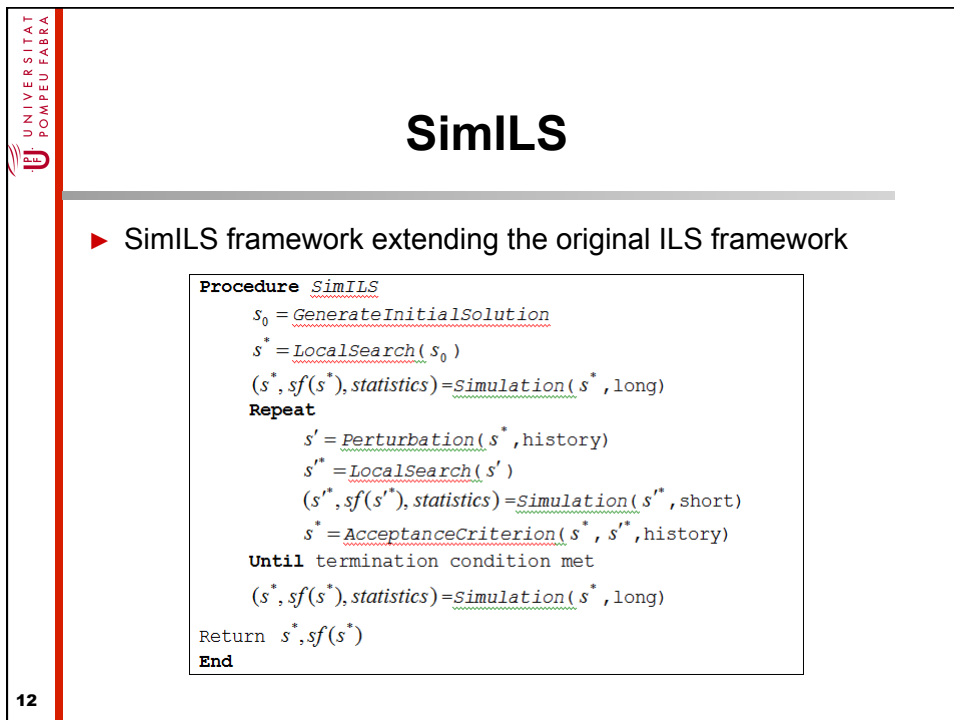 UNIVERSITAT
POMPEU FABRA
UPF
SimILS
► SimILS framework extending the original ILS framework
Procedure SimILS
s₀ = GenerateInitialSolution
s* = LocalSearch( s₀ )
(s*, sf(s*), statistics) =Simulation( s* ,long)
Repeat
s′ = Perturbation( s* ,history)
s′* = LocalSearch( s′ )
(s′*, sf(s′*), statistics) =Simulation( s′* ,short)
s* = AcceptanceCriterion( s* , s′* ,history)
Until termination condition met
(s*, sf(s*), statistics) =Simulation( s* ,long)
Return s*, sf(s*)
End
12